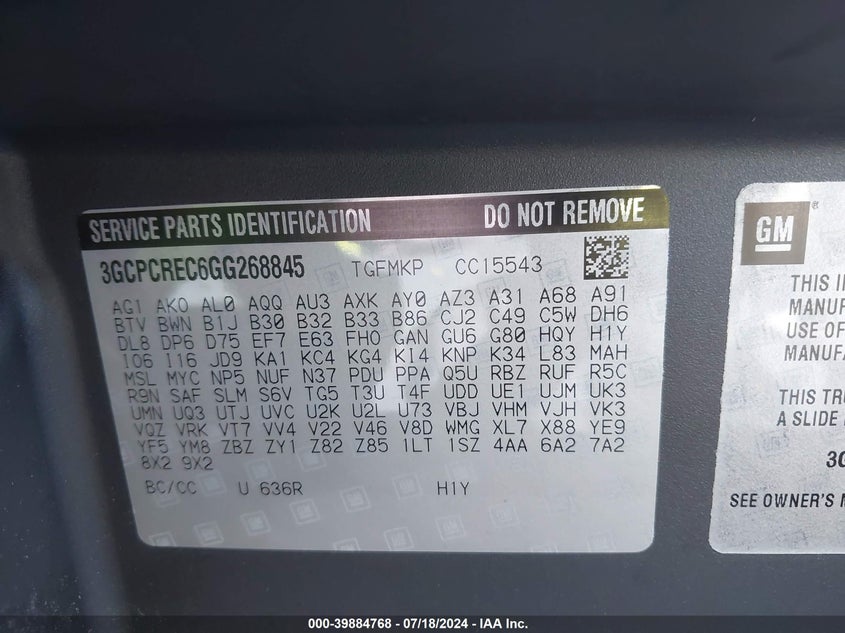 SERVICE PARTS IDENTIFICATION DO NOT REMOVE
3GCPCREC6GG268845 TGFMKP CC15543
AG1 AKO AL0 AQQ AU3 AXK AY0 AZ3 A31 A68 A91
BTV BWN B1J B30 B32 B33 B86 CJ2 C49 C5W DH6
DL8 DP6 D75 EF7 E63 FHO GAN GU6 G80 HQY H1Y
IO6 I16 JD9 KA1 KC4 KG4 KI4 KNP K34 L83 MAH
MSL MYC NP5 NUF N37 PDU PPA Q5U RBZ RUF R5C
R9N SAF SLM S6V TG5 T3U T4F UDD UE1 UJM UK3
UMN UQ3 UTJ UVC U2K U2L U73 VBJ VHM VJH VK3
VQZ VRK VT7 VV4 V22 V46 V8D WMG XL7 X88 YE9
YF5 YM8 ZBZ ZY1 Z82 Z85 1LT 1SZ 4AA 6A2 7A2
8X2 9X2
BC/CC U 636R H1Y
GM®
THIS
MANUF
USE OF
MANUFA
THIS TRU
A SLIDE
3G
SEE OWNER'S
000-39884768 - 07/18/2024 - IAA Inc.